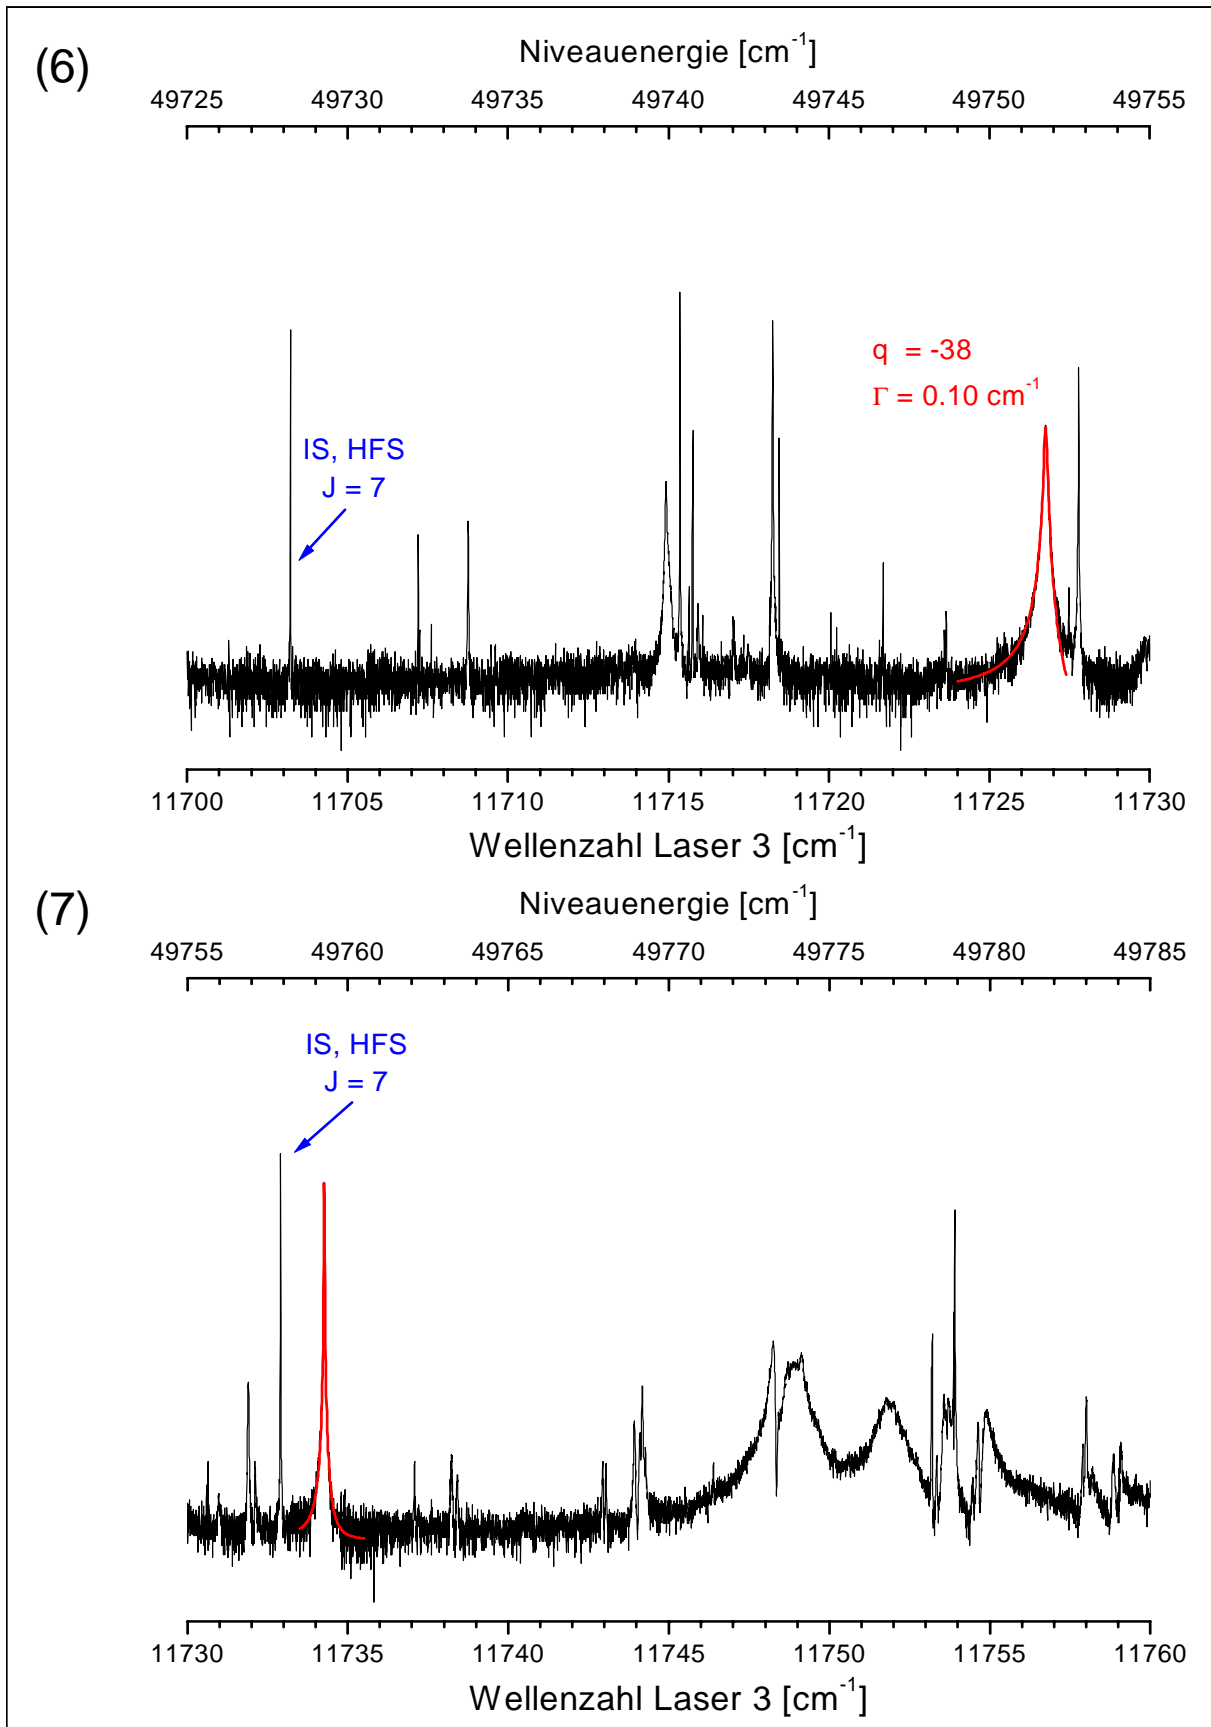 (6)
Niveauenergie [cm⁻¹]
49725 49730 49735 49740 49745 49750 49755
q = -38
Γ = 0.10 cm⁻¹
IS, HFS
J = 7
11700 11705 11710 11715 11720 11725 11730
Wellenzahl Laser 3 [cm⁻¹]
(7)
Niveauenergie [cm⁻¹]
49755 49760 49765 49770 49775 49780 49785
IS, HFS
J = 7
11730 11735 11740 11745 11750 11755 11760
Wellenzahl Laser 3 [cm⁻¹]